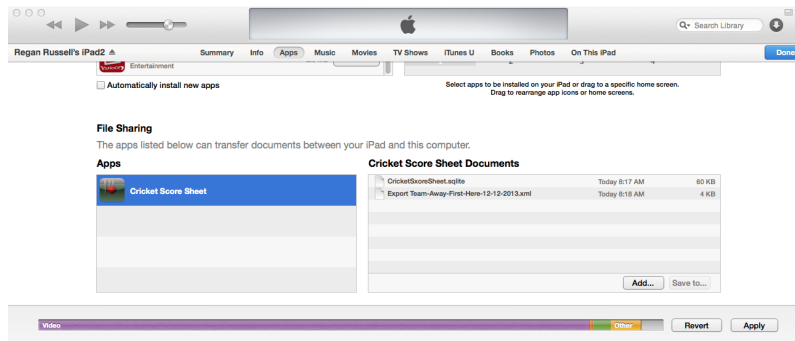 Search Library
Regan Russell's iPad2
Summary Info Apps Music Movies TV Shows iTunes U Books Photos On This iPad Done
YAHOO!
Entertainment
Automatically install new apps
Select apps to be installed on your iPad or drag to a specific home screen.
Drag to rearrange app icons or home screens.
File Sharing
The apps listed below can transfer documents between your iPad and this computer.
Apps
Cricket Score Sheet
Cricket Score Sheet Documents
CricketSxoreSheet.sqlite Today 8:17 AM 60 KB
Export Team-Away-First-Here-12-12-2013.xml Today 8:18 AM 4 KB
Add... Save to...
Video Other Revert Apply